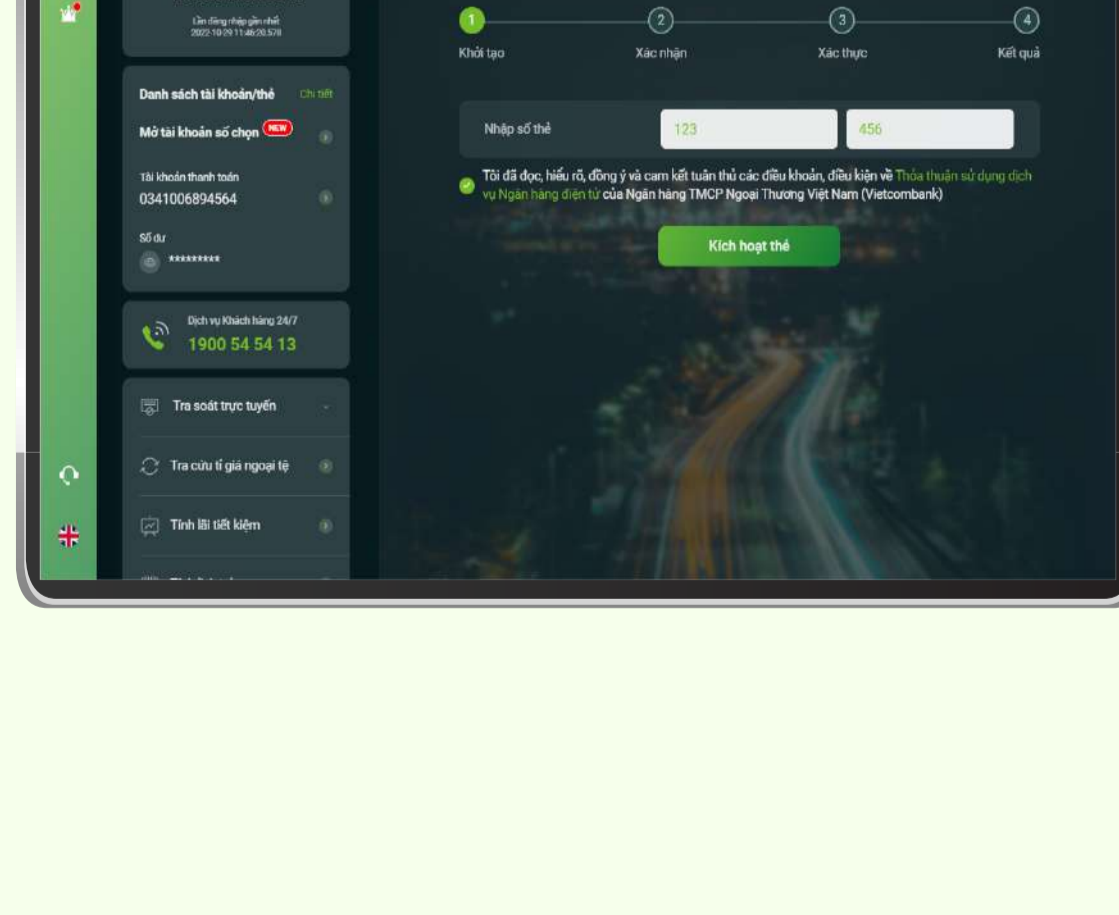 Lần đăng nhập gần nhất
2022-10-29 11:46:20.578
Danh sách tài khoản/thẻ Chi tiết
Mở tài khoản số chọn NEW
Tài khoản thanh toán
0341006894564
Số dư
*********
Dịch vụ Khách hàng 24/7
1900 54 54 13
Tra soát trực tuyến
Tra cứu tỉ giá ngoại tệ
Tính lãi tiết kiệm
1 2 3 4
Khởi tạo Xác nhận Xác thực Kết quả
Nhập số thẻ 123 456
Tôi đã đọc, hiểu rõ, đồng ý và cam kết tuân thủ các điều khoản, điều kiện về Thỏa thuận sử dụng dịch
vụ Ngân hàng điện tử của Ngân hàng TMCP Ngoại Thương Việt Nam (Vietcombank)
Kích hoạt thẻ